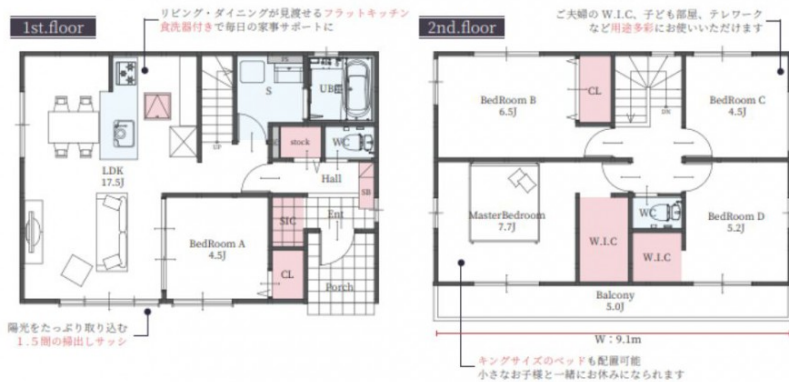 1st.floor
リビング・ダイニングが見渡せるフラットキッチン
食洗器付きで毎日の家事サポートに
S
UB
WC
stock
UP
LDK
17.5J
Hall
SB
SIC
Ent
BedRoom A
4.5J
CL
Porch
陽光をたっぷり取り込む
1.5間の掃出しサッシ
2nd.floor
ご夫婦のW.I.C、子ども部屋、テレワーク
など用途多彩にお使いいただけます
BedRoom B
6.5J
CL
DN
BedRoom C
4.5J
MasterBedroom
7.7J
WC
BedRoom D
5.2J
W.I.C
W.I.C
Balcony
5.0J
W：9.1m
キングサイズのベッドも配置可能
小さなお子様と一緒にお休みになられます